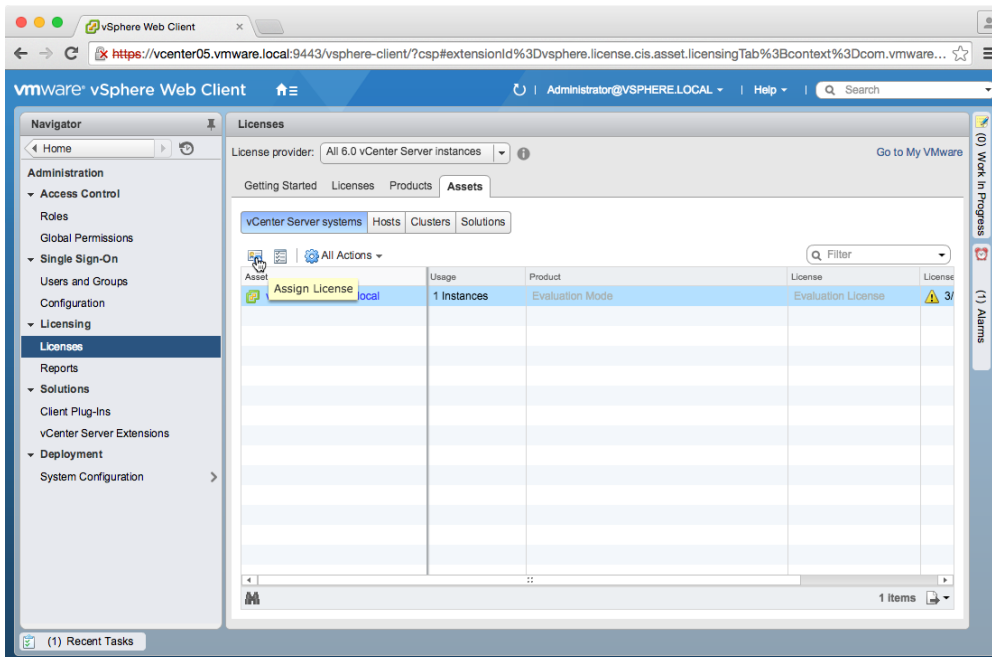 vSphere Web Client
https://vcenter05.vmware.local:9443/vsphere-client/?csp#extensionId%3Dvsphere.license.cis.asset.licensingTab%3Bcontext%3Dcom.vmware...
vmware® vSphere Web Client Administrator@VSPHERE.LOCAL Help Search
Navigator
Home
Administration
Access Control
Roles
Global Permissions
Single Sign-On
Users and Groups
Configuration
Licensing
Licenses
Reports
Solutions
Client Plug-Ins
vCenter Server Extensions
Deployment
System Configuration
Licenses
License provider: All 6.0 vCenter Server instances Go to My VMware
Getting Started Licenses Products Assets
vCenter Server systems Hosts Clusters Solutions
All Actions Filter
Asset Usage Product License License
Assign License
local 1 Instances Evaluation Mode Evaluation License 3/
1 items
(0) Work In Progress
(1) Alarms
(1) Recent Tasks